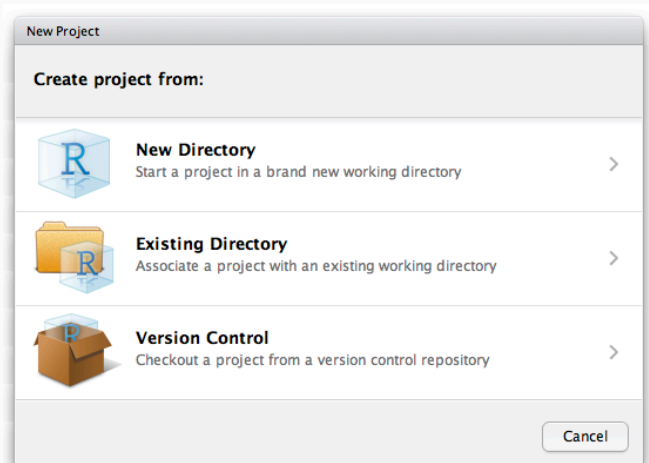 New Project
Create project from:
R
New Directory
Start a project in a brand new working directory
R
Existing Directory
Associate a project with an existing working directory
R
Version Control
Checkout a project from a version control repository
Cancel